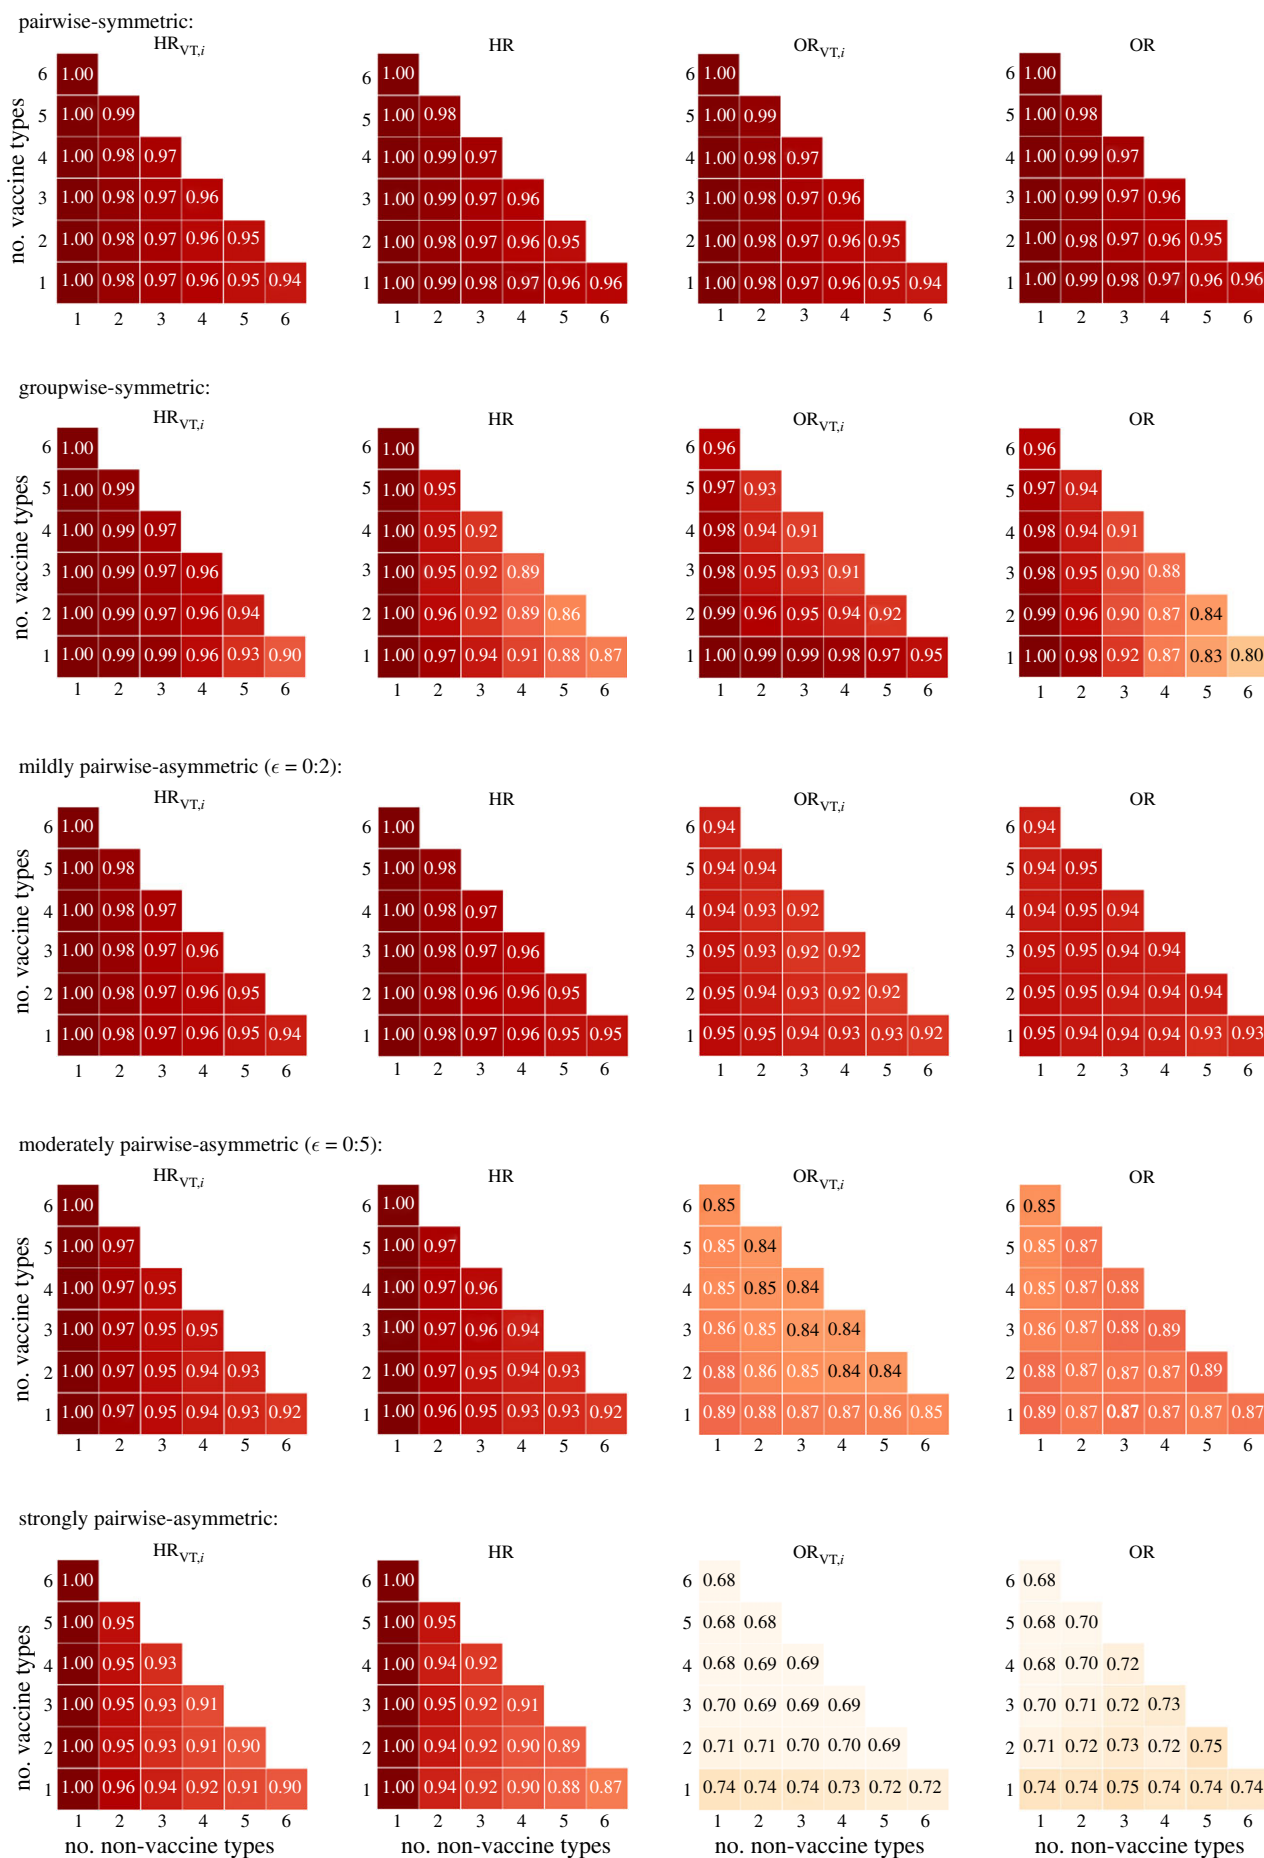 pairwise-symmetric:
HR_VT,i HR OR_VT,i OR
no. vaccine types
6 1.00 6 1.00 6 1.00 6 1.00
5 1.00 0.99 5 1.00 0.98 5 1.00 0.99 5 1.00 0.98
4 1.00 0.98 0.97 4 1.00 0.99 0.97 4 1.00 0.98 0.97 4 1.00 0.99 0.97
3 1.00 0.98 0.97 0.96 3 1.00 0.99 0.97 0.96 3 1.00 0.98 0.97 0.96 3 1.00 0.99 0.97 0.96
2 1.00 0.98 0.97 0.96 0.95 2 1.00 0.98 0.97 0.96 0.95 2 1.00 0.98 0.97 0.96 0.95 2 1.00 0.98 0.97 0.96 0.95
1 1.00 0.98 0.97 0.96 0.95 0.94 1 1.00 0.99 0.98 0.97 0.96 0.96 1 1.00 0.98 0.97 0.96 0.95 0.94 1 1.00 0.99 0.98 0.97 0.96 0.96
1 2 3 4 5 6 1 2 3 4 5 6 1 2 3 4 5 6 1 2 3 4 5 6
groupwise-symmetric:
HR_VT,i HR OR_VT,i OR
no. vaccine types
6 1.00 6 1.00 6 0.96 6 0.96
5 1.00 0.99 5 1.00 0.95 5 0.97 0.93 5 0.97 0.94
4 1.00 0.99 0.97 4 1.00 0.95 0.92 4 0.98 0.94 0.91 4 0.98 0.94 0.91
3 1.00 0.99 0.97 0.96 3 1.00 0.95 0.92 0.89 3 0.98 0.95 0.93 0.91 3 0.98 0.95 0.90 0.88
2 1.00 0.99 0.97 0.96 0.94 2 1.00 0.96 0.92 0.89 0.86 2 0.99 0.96 0.95 0.94 0.92 2 0.99 0.96 0.90 0.87 0.84
1 1.00 0.99 0.99 0.96 0.93 0.90 1 1.00 0.97 0.94 0.91 0.88 0.87 1 1.00 0.99 0.99 0.98 0.97 0.95 1 1.00 0.98 0.92 0.87 0.83 0.80
1 2 3 4 5 6 1 2 3 4 5 6 1 2 3 4 5 6 1 2 3 4 5 6
mildly pairwise-asymmetric (ϵ = 0:2):
HR_VT,i HR OR_VT,i OR
no. vaccine types
6 1.00 6 1.00 6 0.94 6 0.94
5 1.00 0.98 5 1.00 0.98 5 0.94 0.94 5 0.94 0.95
4 1.00 0.98 0.97 4 1.00 0.98 0.97 4 0.94 0.93 0.92 4 0.94 0.95 0.94
3 1.00 0.98 0.97 0.96 3 1.00 0.98 0.97 0.96 3 0.95 0.93 0.92 0.92 3 0.95 0.95 0.94 0.94
2 1.00 0.98 0.97 0.96 0.95 2 1.00 0.98 0.96 0.96 0.95 2 0.95 0.94 0.93 0.92 0.92 2 0.95 0.95 0.94 0.94 0.94
1 1.00 0.98 0.97 0.96 0.95 0.94 1 1.00 0.98 0.97 0.96 0.95 0.95 1 0.95 0.95 0.94 0.93 0.93 0.92 1 0.95 0.94 0.94 0.94 0.93 0.93
1 2 3 4 5 6 1 2 3 4 5 6 1 2 3 4 5 6 1 2 3 4 5 6
moderately pairwise-asymmetric (ϵ = 0:5):
HR_VT,i HR OR_VT,i OR
no. vaccine types
6 1.00 6 1.00 6 0.85 6 0.85
5 1.00 0.97 5 1.00 0.97 5 0.85 0.84 5 0.85 0.87
4 1.00 0.97 0.95 4 1.00 0.97 0.96 4 0.85 0.85 0.84 4 0.85 0.87 0.88
3 1.00 0.97 0.95 0.95 3 1.00 0.97 0.96 0.94 3 0.86 0.85 0.84 0.84 3 0.86 0.87 0.88 0.89
2 1.00 0.97 0.95 0.94 0.93 2 1.00 0.97 0.95 0.94 0.93 2 0.88 0.86 0.85 0.84 0.84 2 0.88 0.87 0.87 0.87 0.89
1 1.00 0.97 0.95 0.94 0.93 0.92 1 1.00 0.96 0.95 0.93 0.93 0.92 1 0.89 0.88 0.87 0.87 0.86 0.85 1 0.89 0.87 0.87 0.87 0.87 0.87
1 2 3 4 5 6 1 2 3 4 5 6 1 2 3 4 5 6 1 2 3 4 5 6
strongly pairwise-asymmetric:
HR_VT,i HR OR_VT,i OR
no. vaccine types
6 1.00 6 1.00 6 0.68 6 0.68
5 1.00 0.95 5 1.00 0.95 5 0.68 0.68 5 0.68 0.70
4 1.00 0.95 0.93 4 1.00 0.94 0.92 4 0.68 0.69 0.69 4 0.68 0.70 0.72
3 1.00 0.95 0.93 0.91 3 1.00 0.95 0.92 0.91 3 0.70 0.69 0.69 0.69 3 0.70 0.71 0.72 0.73
2 1.00 0.95 0.93 0.91 0.90 2 1.00 0.94 0.92 0.90 0.89 2 0.71 0.71 0.70 0.70 0.69 2 0.71 0.72 0.73 0.72 0.75
1 1.00 0.96 0.94 0.92 0.91 0.90 1 1.00 0.94 0.92 0.90 0.88 0.87 1 0.74 0.74 0.74 0.73 0.72 0.72 1 0.74 0.74 0.75 0.74 0.74 0.74
1 2 3 4 5 6 1 2 3 4 5 6 1 2 3 4 5 6 1 2 3 4 5 6
no. non-vaccine types no. non-vaccine types no. non-vaccine types no. non-vaccine types